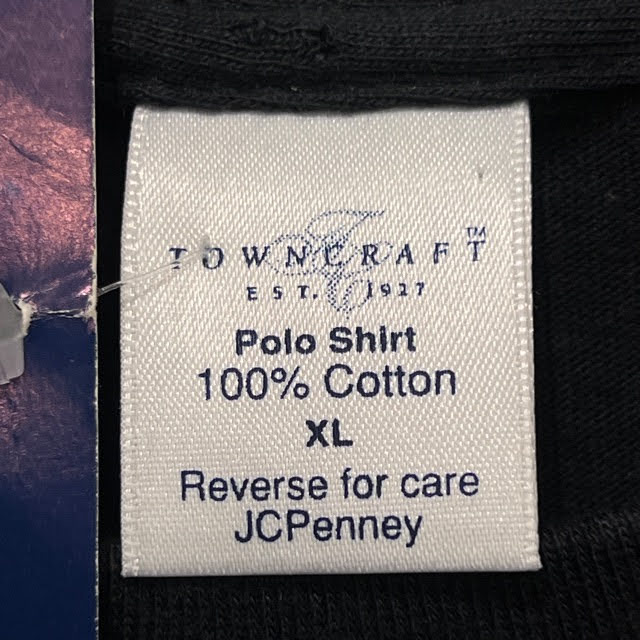 TOWNCRAFT™
EST. 1927
Polo Shirt
100% Cotton
XL
Reverse for care
JCPenney